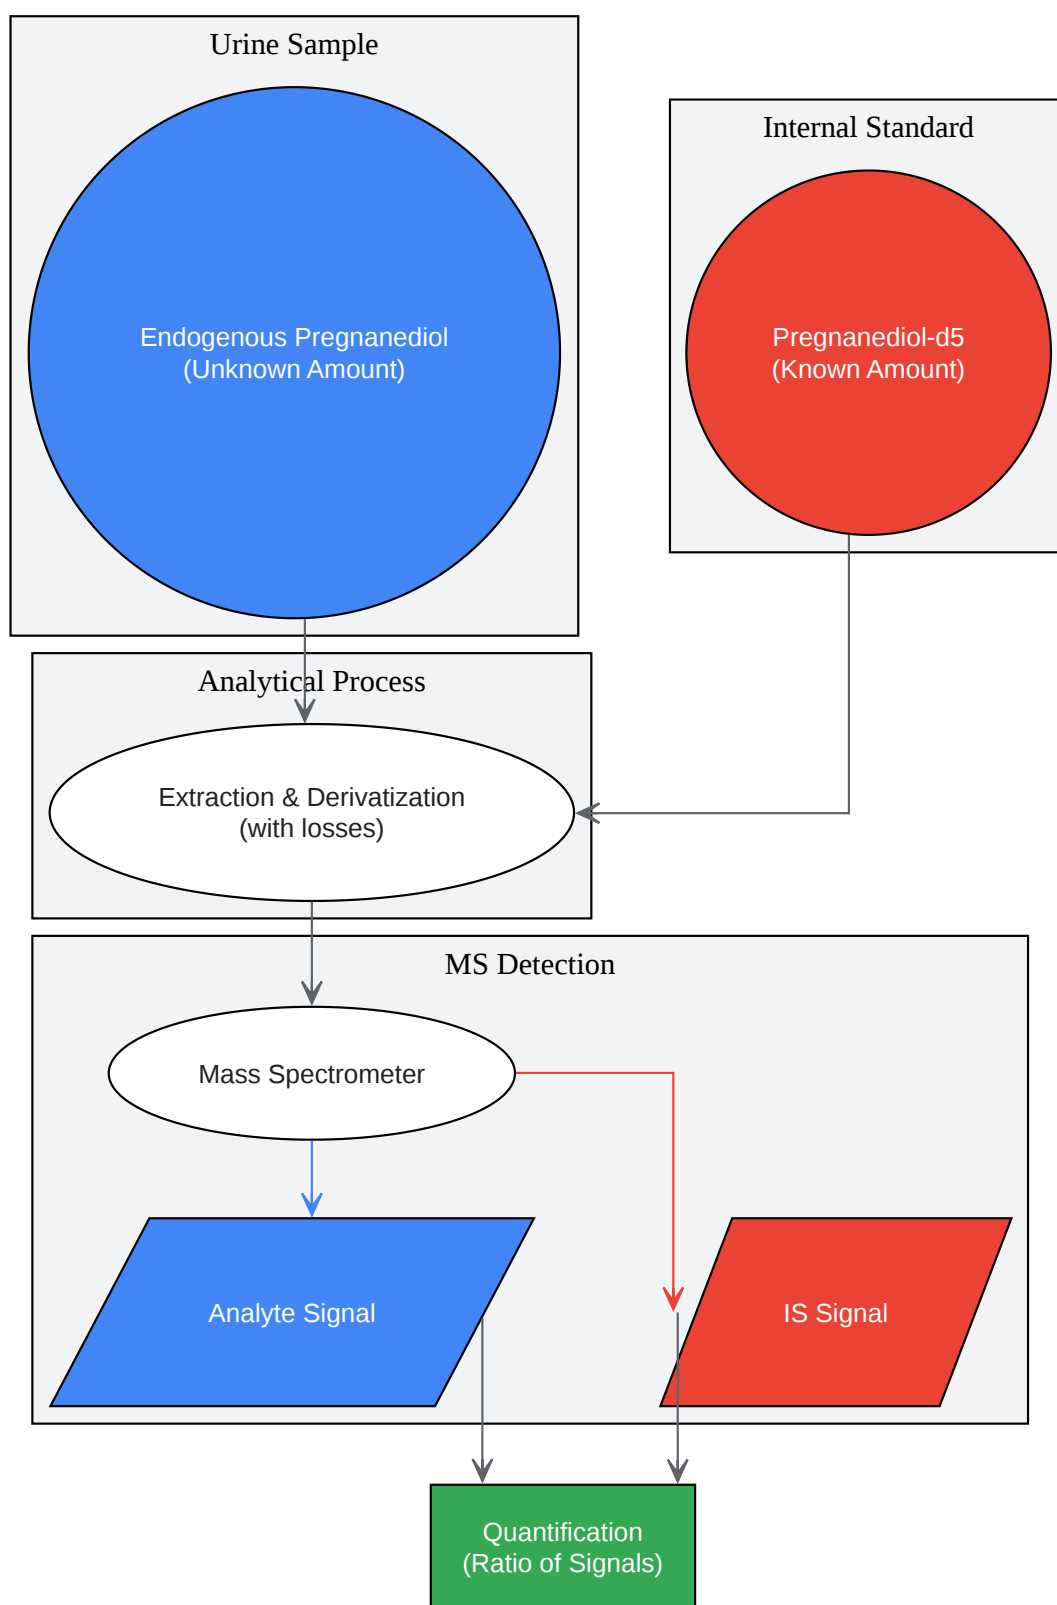 Urine Sample
Endogenous Pregnanediol
(Unknown Amount)
Internal Standard
Pregnanediol-d5
(Known Amount)
Analytical Process
Extraction & Derivatization
(with losses)
MS Detection
Mass Spectrometer
Analyte Signal
IS Signal
Quantification
(Ratio of Signals)